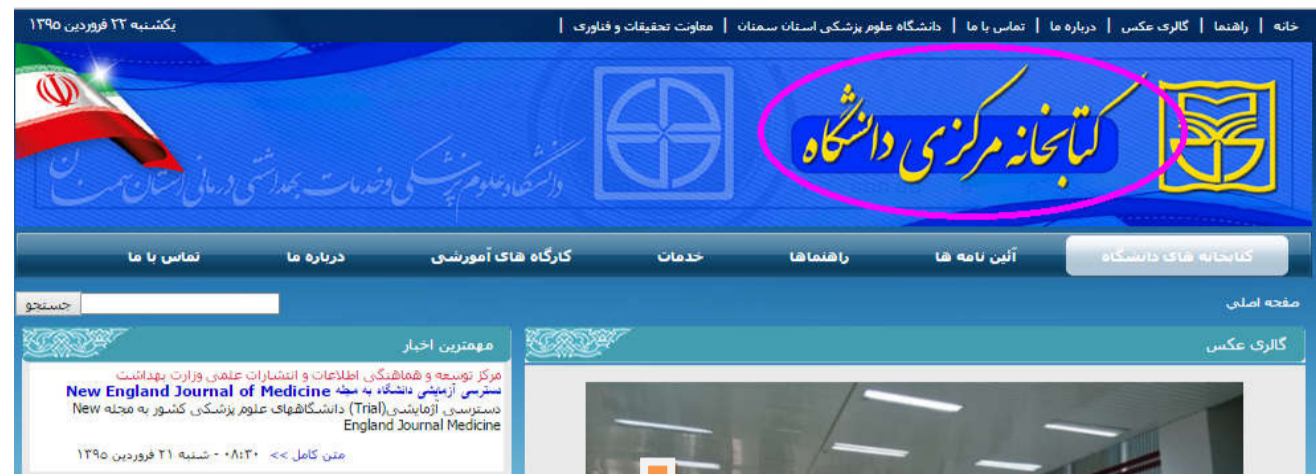 خانه | راهنما | گالری عکس | درباره ما | تماس با ما | دانشگاه علوم پزشکی استان سمنان | معاونت تحقیقات و فناوری |
یکشنبه ۲۲ فروردین ۱۳۹۵
کتابخانه مرکزی دانشگاه
دانشگاه علوم پزشکی و خدمات بهداشتی درمانی استان سمنان
کتابخانه های دانشگاه
آئین نامه ها
راهنماها
خدمات
کارگاه های آموزشی
درباره ما
تماس با ما
صفحه اصلی
جستجو
گالری عکس
مهمترین اخبار
مرکز توسعه و هماهنگی اطلاعات و انتشارات علمی وزارت بهداشت
دسترسی آزمایشی دانشگاه به مجله New England Journal of Medicine
دسترسی آزمایشی(Trial) دانشگاههای علوم پزشکی کشور به مجله New
England Journal Medicine
متن کامل >> ۰۸:۳۰ - شنبه ۲۱ فروردین ۱۳۹۵